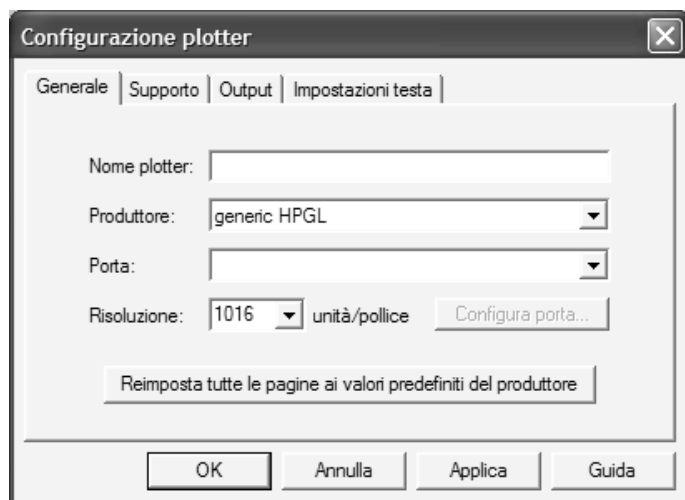 Configurazione plotter
Generale Supporto Output Impostazioni testa
Nome plotter:
Produttore: generic HPGL
Porta:
Risoluzione: 1016 unità/pollice Configura porta...
Reimposta tutte le pagine ai valori predefiniti del produttore
OK Annulla Applica Guida